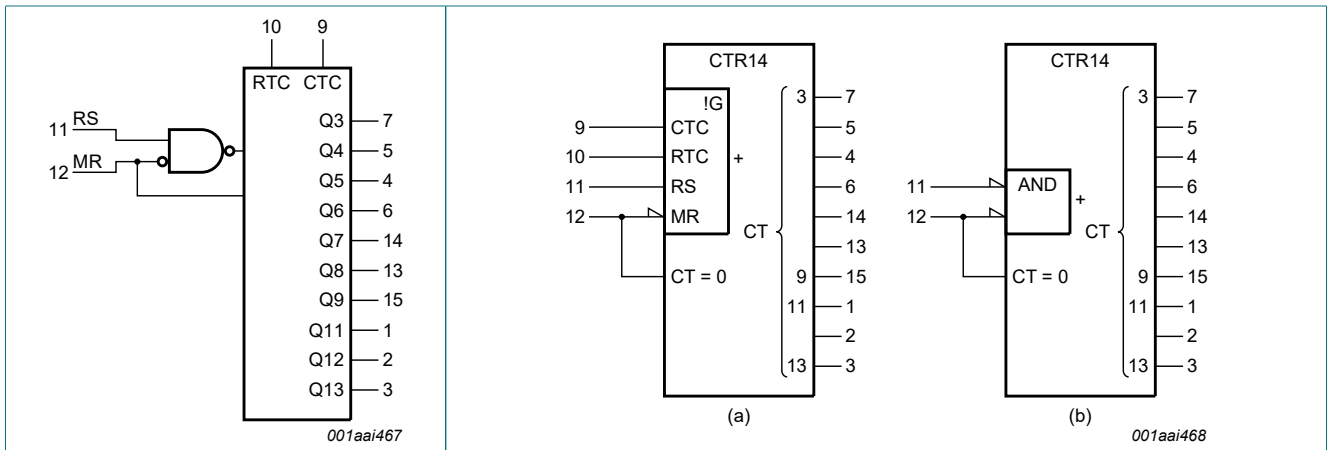 10 9
RTC CTC
11 RS
12 MR
Q3 7
Q4 5
Q5 4
Q6 6
Q7 14
Q8 13
Q9 15
Q11 1
Q12 2
Q13 3
001aai467
CTR14
!G
9 CTC
10 RTC
11 RS
12 MR
+
CT = 0
CT
3 7
5
4
6
14
13
9 15
11 1
2
13 3
(a)
CTR14
11
12
AND
+
CT = 0
CT
3 7
5
4
6
14
13
9 15
11 1
2
13 3
(b)
001aai468